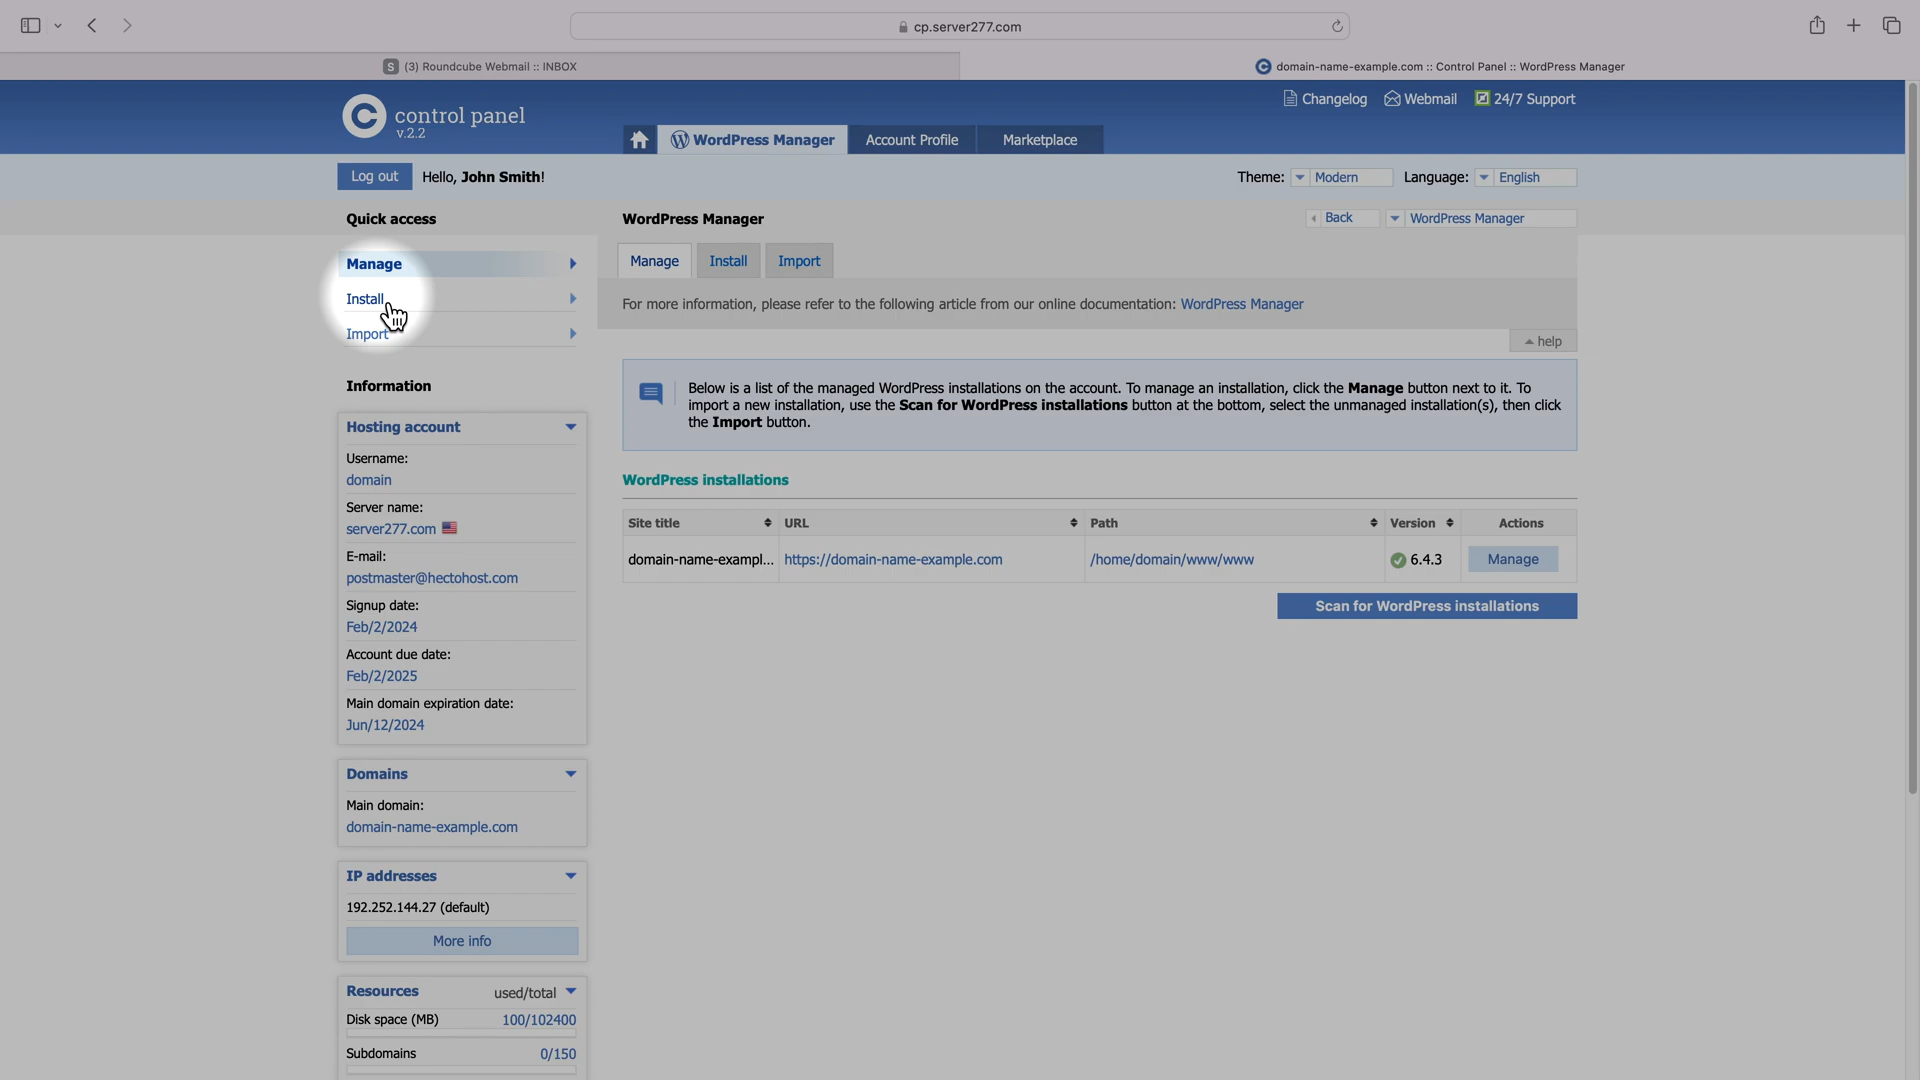 cp.server277.com
S (3) Roundcube Webmail :: INBOX
domain-name-example.com :: Control Panel :: WordPress Manager
control panel
v.2.2
Changelog Webmail 24/7 Support
WordPress Manager Account Profile Marketplace
Log out Hello, John Smith!
Theme: Modern Language: English
Quick access
Manage
Install
Import
Information
Hosting account
Username:
domain
Server name:
server277.com
E-mail:
postmaster@hectohost.com
Signup date:
Feb/2/2024
Account due date:
Feb/2/2025
Main domain expiration date:
Jun/12/2024
Domains
Main domain:
domain-name-example.com
IP addresses
192.252.144.27 (default)
More info
Resources used/total
Disk space (MB) 100/102400
Subdomains 0/150
WordPress Manager
Back WordPress Manager
Manage Install Import
For more information, please refer to the following article from our online documentation: WordPress Manager
help
Below is a list of the managed WordPress installations on the account. To manage an installation, click the Manage button next to it. To
import a new installation, use the Scan for WordPress installations button at the bottom, select the unmanaged installation(s), then click
the Import button.
WordPress installations
Site title URL Path Version Actions
domain-name-exampl... https://domain-name-example.com /home/domain/www/www 6.4.3 Manage
Scan for WordPress installations